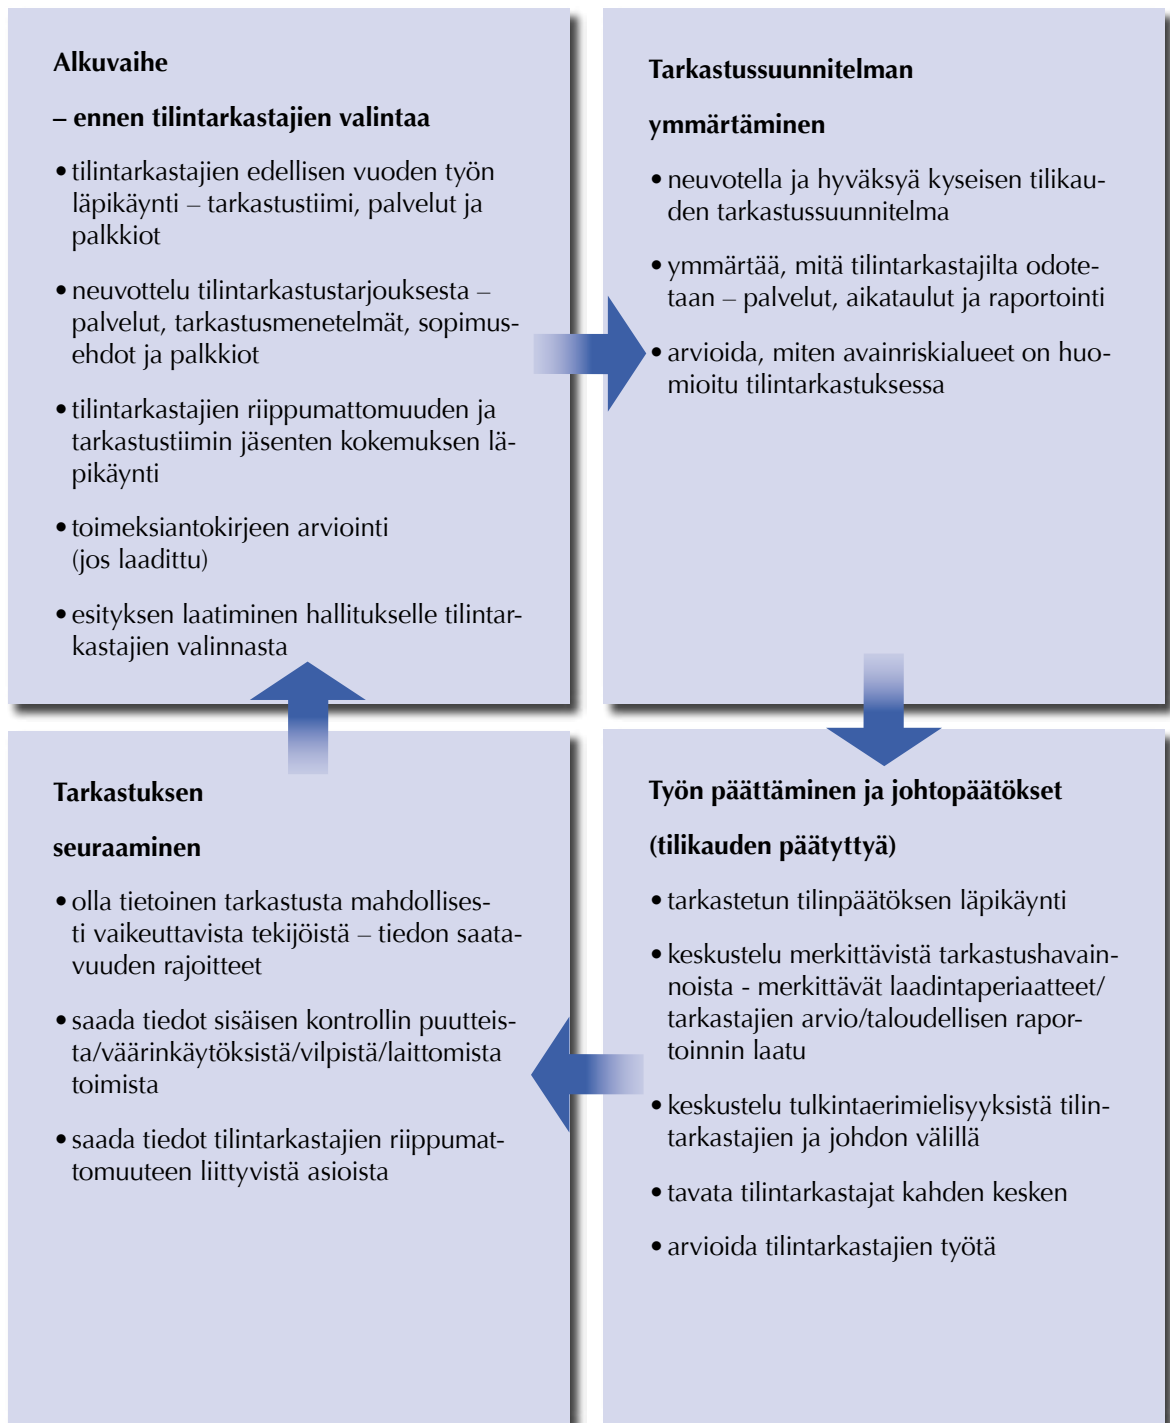 Alkuvaihe
– ennen tilintarkastajien valintaa
• tilintarkastajien edellisen vuoden työn
läpikäynti – tarkastustiimi, palvelut ja
palkkiot
• neuvottelu tilintarkastustarjouksesta –
palvelut, tarkastusmenetelmät, sopimus-
ehdot ja palkkiot
• tilintarkastajien riippumattomuuden ja
tarkastustiimin jäsenten kokemuksen lä-
pikäynti
• toimeksiantokirjeen arviointi
(jos laadittu)
• esityksen laatiminen hallitukselle tilintar-
kastajien valinnasta
Tarkastussuunnitelman
ymmärtäminen
• neuvotella ja hyväksyä kyseisen tilikau-
den tarkastussuunnitelma
• ymmärtää, mitä tilintarkastajilta odote-
taan – palvelut, aikataulut ja raportointi
• arvioida, miten avainriskialueet on huo-
mioitu tilintarkastuksessa
Työn päättäminen ja johtopäätökset
(tilikauden päätyttyä)
• tarkastetun tilinpäätöksen läpikäynti
• keskustelu merkittävistä tarkastushavain-
noista - merkittävät laadintaperiaatteet/
tarkastajien arvio/taloudellisen rapor-
toinnin laatu
• keskustelu tulkintaerimielisyyksistä tilin-
tarkastajien ja johdon välillä
• tavata tilintarkastajat kahden kesken
• arvioida tilintarkastajien työtä
Tarkastuksen
seuraaminen
• olla tietoinen tarkastusta mahdollises-
ti vaikeuttavista tekijöistä – tiedon saata-
vuuden rajoitteet
• saada tiedot sisäisen kontrollin puutteis-
ta/väärinkäytöksistä/vilpistä/laittomista
toimista
• saada tiedot tilintarkastajien riippumat-
tomuuteen liittyvistä asioista